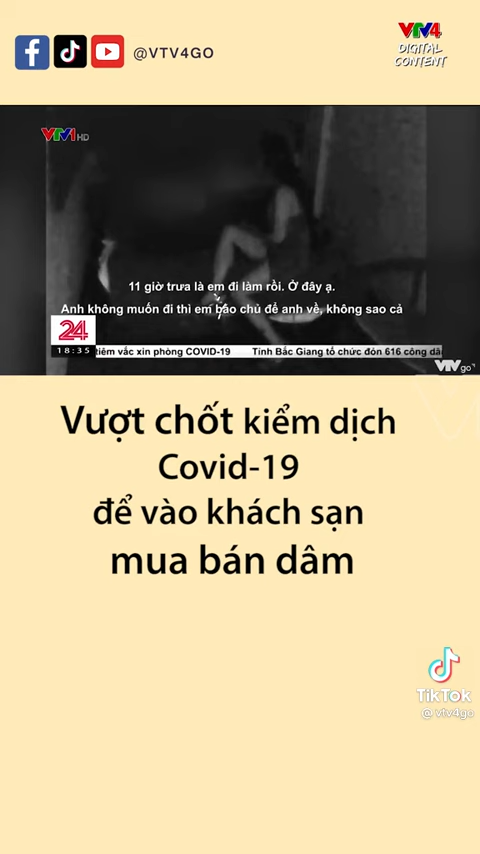 @VTV4GO
VTV4
DIGITAL
CONTENT
VTV1 HD
11 giờ trưa là em đi làm rồi. Ở đây ạ.
Anh không muốn đi thì em bảo chủ để anh về, không sao cả
24
18:35
tiêm vắc xin phòng COVID-19 Tỉnh Bắc Giang tổ chức đón 616 công dâ
VTVgo
Vượt chốt kiểm dịch
Covid-19
để vào khách sạn
mua bán dâm
TikTok
@vtv4go